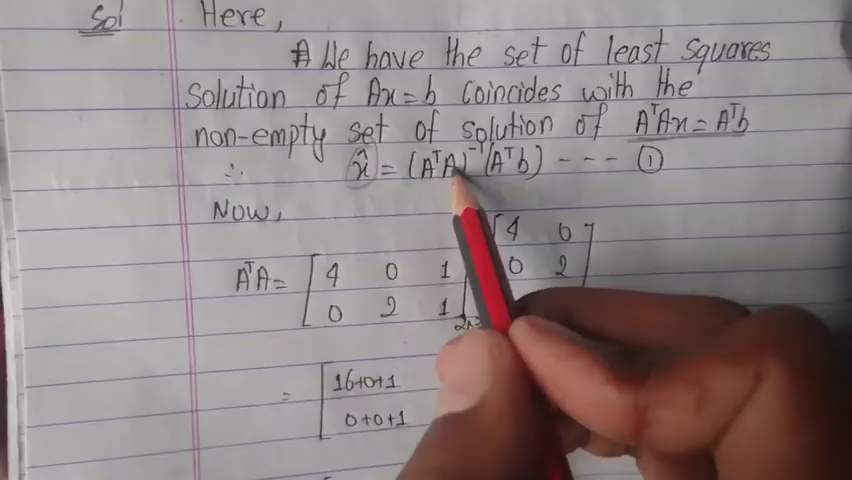 Sol
Here,
We have the set of least squares
solution of Ax=b coincides with the
non-empty set of solution of AᵀAx=Aᵀb
∴ x̂ = (AᵀA)⁻¹(Aᵀb) --- ①
Now,
AᵀA= [4 0 1 [4 0]
0 2 1] 0 2
2×3
= [16+0+1
0+0+1